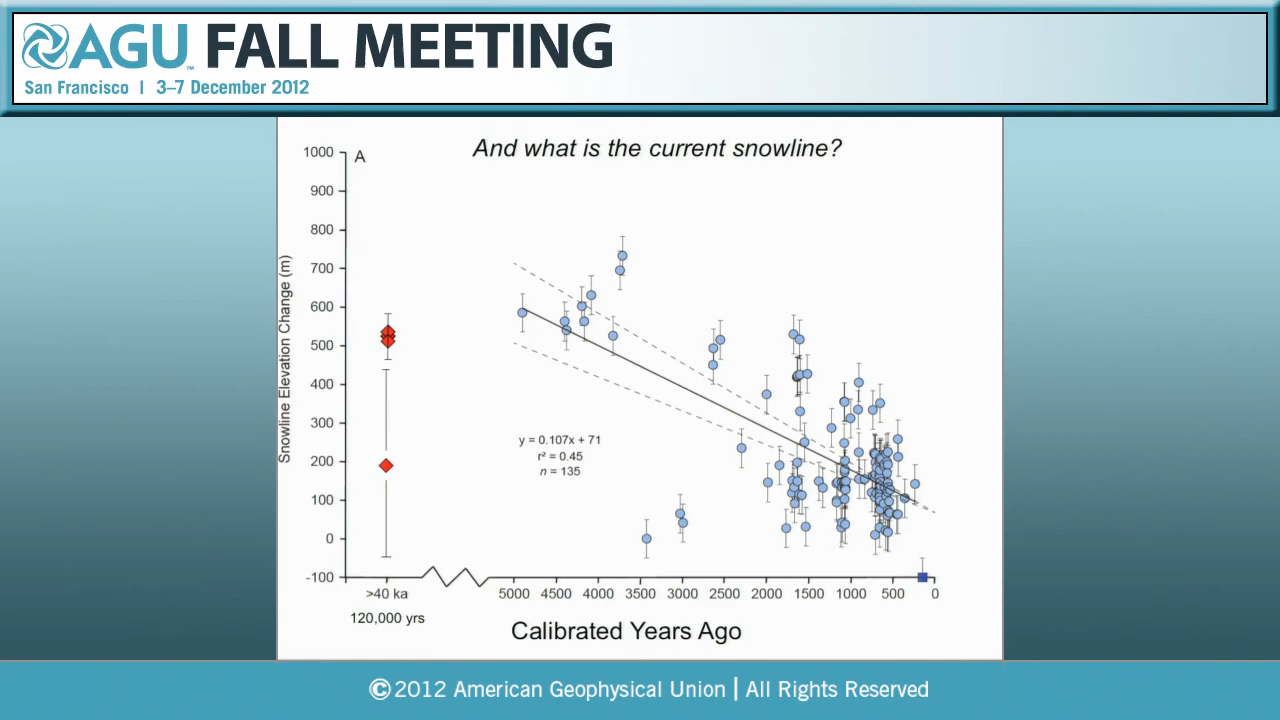 AGU™ FALL MEETING
San Francisco | 3–7 December 2012
And what is the current snowline?
A
1000
900
800
700
600
500
400
300
200
100
0
-100
Snowline Elevation Change (m)
y = 0.107x + 71
r² = 0.45
n = 135
>40 ka
5000 4500 4000 3500 3000 2500 2000 1500 1000 500 0
120,000 yrs
Calibrated Years Ago
©2012 American Geophysical Union | All Rights Reserved